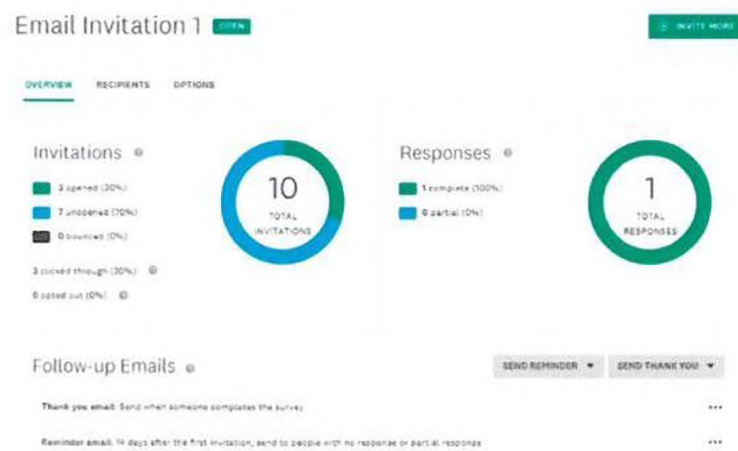 Email Invitation 1 OPEN
INVITE MORE
OVERVIEW RECIPIENTS OPTIONS
Invitations
3 opened (30%)
7 unopened (70%)
0 bounced (0%)
3 clicked through (30%)
0 opted out (0%)
10
TOTAL
INVITATIONS
Responses
1 complete (100%)
0 partial (0%)
1
TOTAL
RESPONSES
Follow-up Emails
SEND REMINDER
SEND THANK YOU
Thank you email: Send when someone completes the survey
Reminder email: 14 days after the first invitation, send to people with no response or partial response